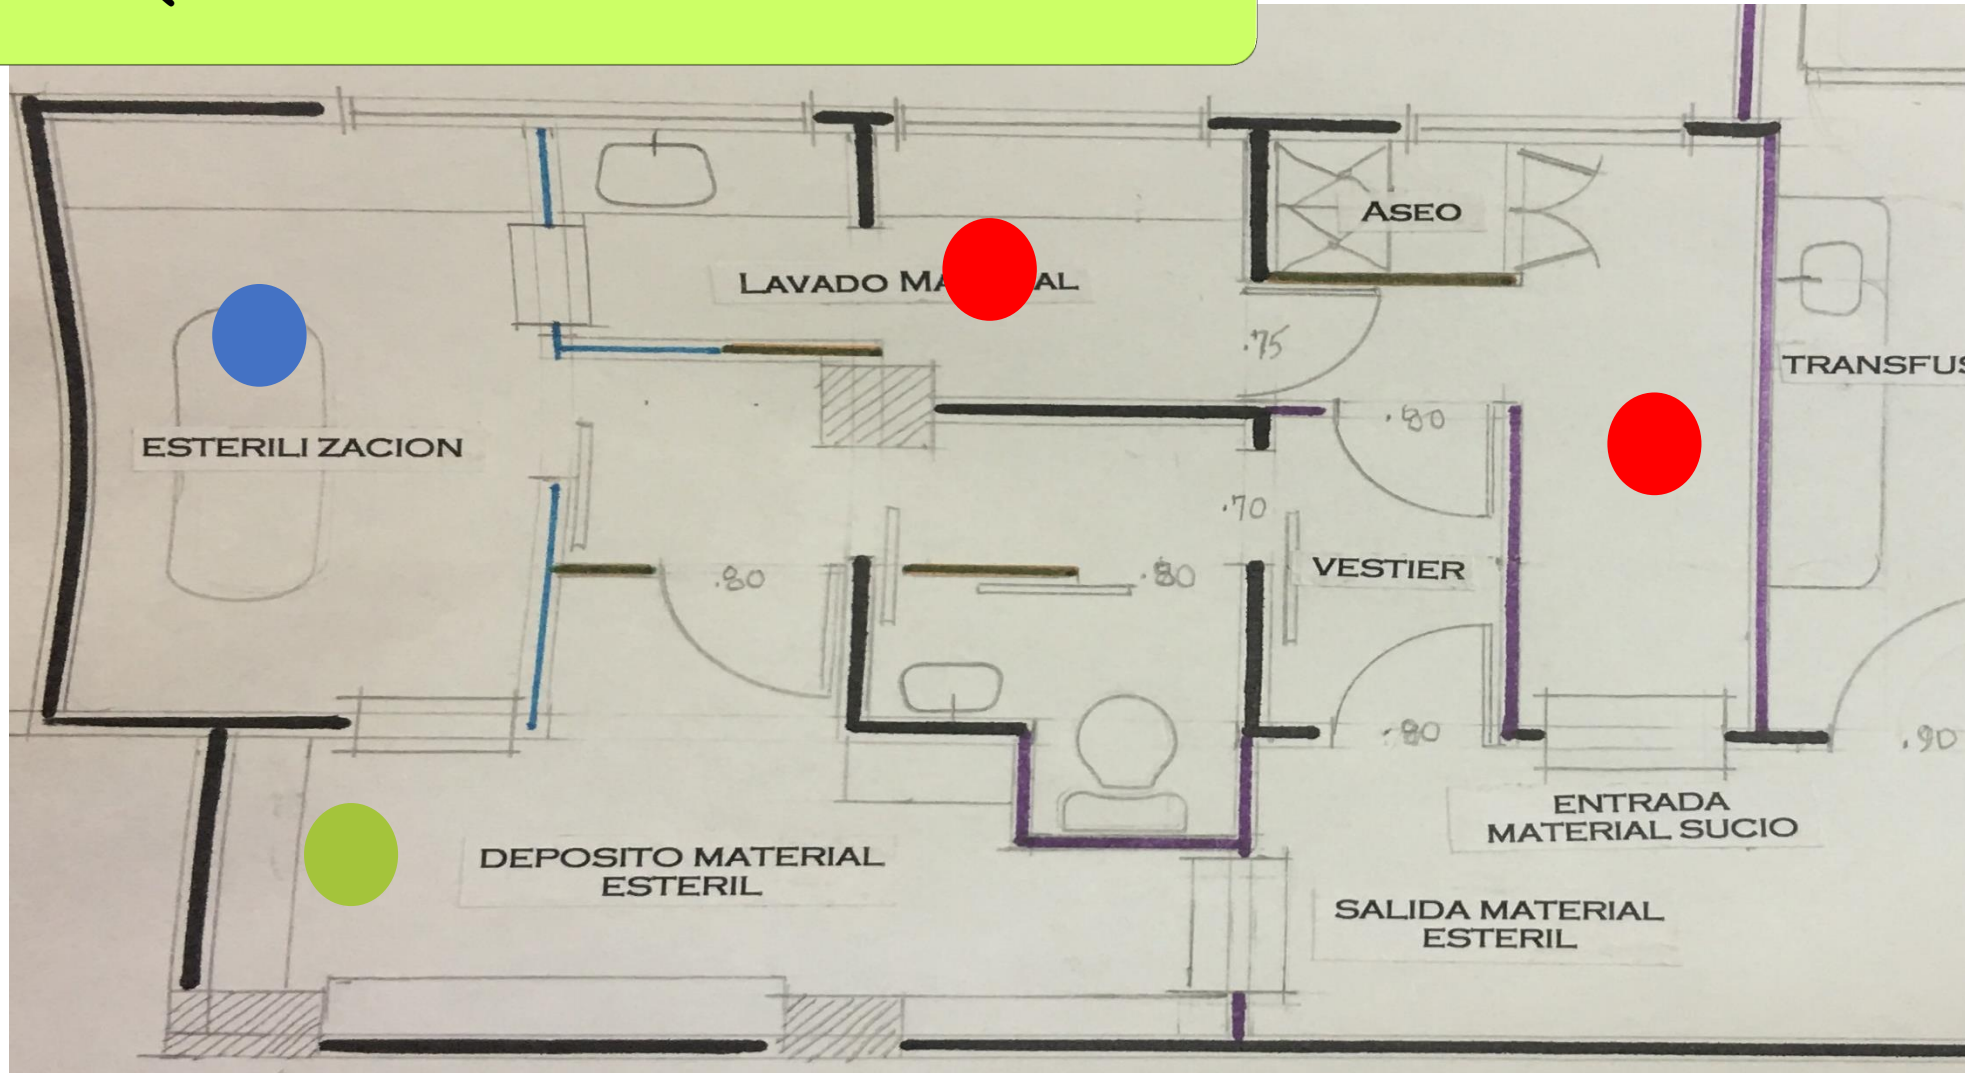 ASEO
LAVADO MA AL
.75
TRANSFUS
.80
ESTERILI ZACION
.70
VESTIER
.80
.80
.80
.90
ENTRADA
MATERIAL SUCIO
DEPOSITO MATERIAL
ESTERIL
SALIDA MATERIAL
ESTERIL